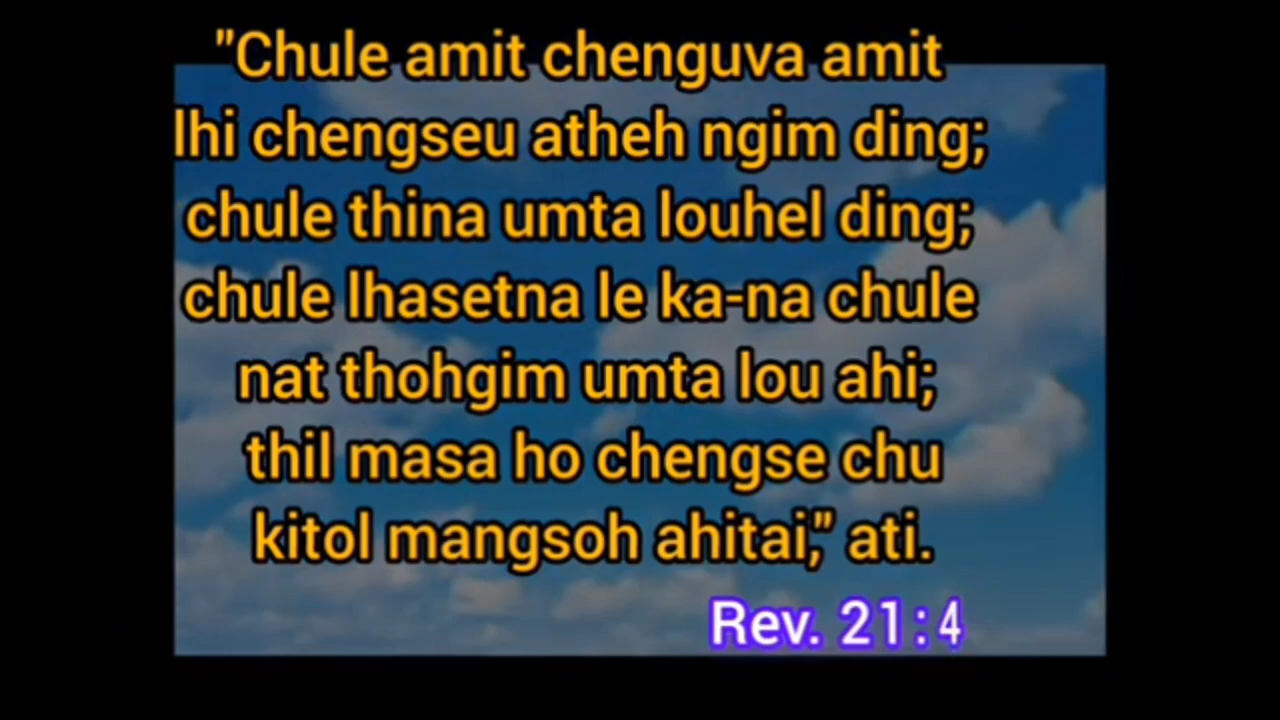 "Chule amit chenguva amit
lhi chengseu atheh ngim ding;
chule thina umta louhel ding;
chule lhasetna le ka-na chule
nat thohgim umta lou ahi;
thil masa ho chengse chu
kitol mangsoh ahitai," ati.
Rev. 21:4